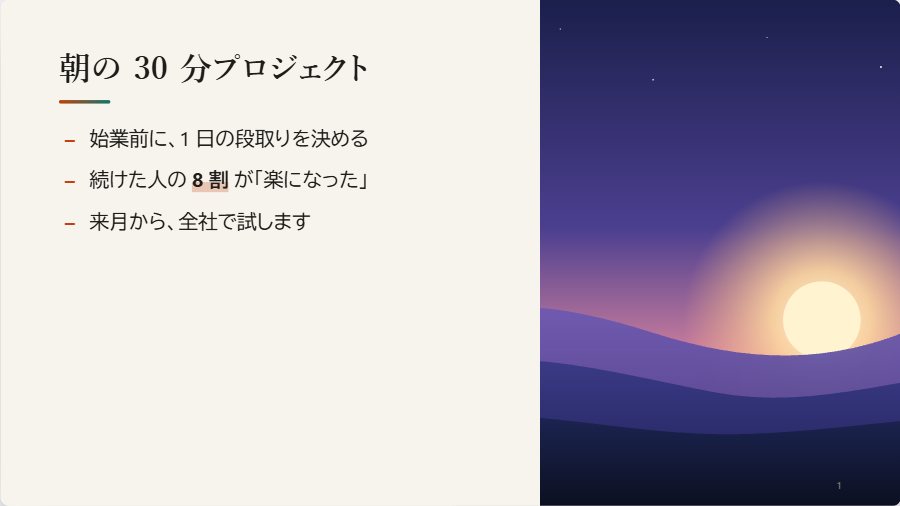 朝の 30 分プロジェクト
– 始業前に、1 日の段取りを決める
– 続けた人の 8 割 が「楽になった」
– 来月から、全社で試します
1